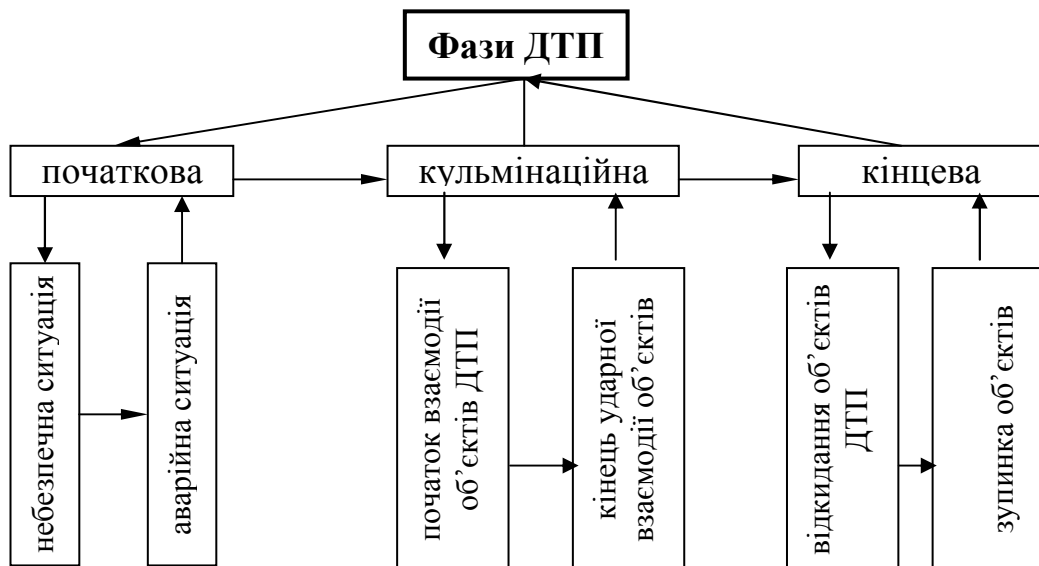 Фази ДТП
початкова
кульмінаційна
кінцева
небезпечна ситуація
аварійна ситуація
початок взаємодії
об’єктів ДТП
кінець ударної
взаємодії об’єктів
відкидання об’єктів
ДТП
зупинка об’єктів